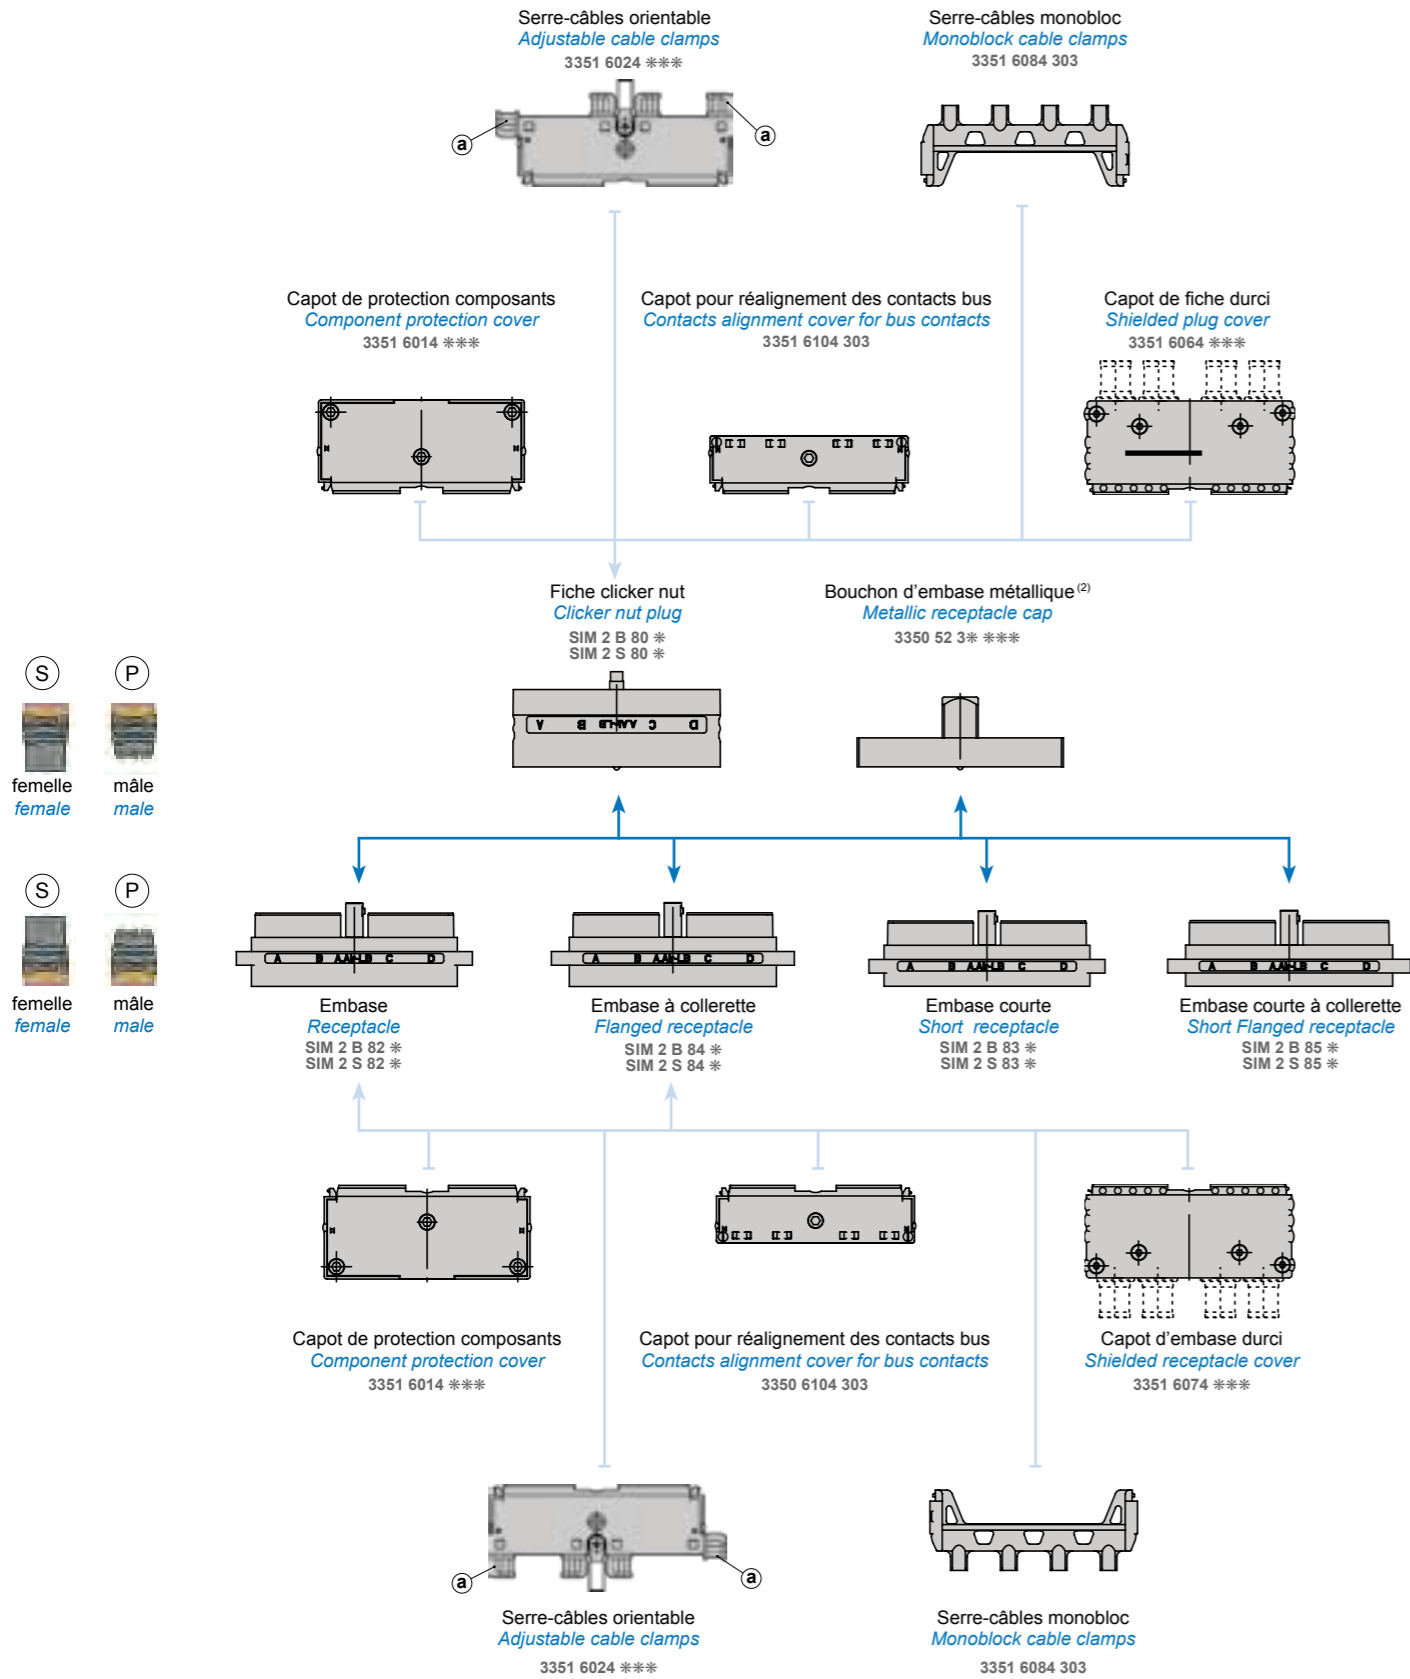 Serre-câbles orientable
Adjustable cable clamps
3351 6024 ✳✳✳
Serre-câbles monobloc
Monoblock cable clamps
3351 6084 303
a
a
Capot de protection composants
Component protection cover
3351 6014 ✳✳✳
Capot pour réalignement des contacts bus
Contacts alignment cover for bus contacts
3351 6104 303
Capot de fiche durci
Shielded plug cover
3351 6064 ✳✳✳
Fiche clicker nut
Clicker nut plug
SIM 2 B 80 ✳
SIM 2 S 80 ✳
Bouchon d'embase métallique (2)
Metallic receptacle cap
3350 52 3✳ ✳✳✳
S
P
femelle
female
mâle
male
A B A.AB-L.B C D
S
P
femelle
female
mâle
male
A B A.AB-L.B C D
A B A.AB-L.B C D
A B A.AB-L.B C D
A B A.AB-L.B C D
Embase
Receptacle
SIM 2 B 82 ✳
SIM 2 S 82 ✳
Embase à collerette
Flanged receptacle
SIM 2 B 84 ✳
SIM 2 S 84 ✳
Embase courte
Short receptacle
SIM 2 B 83 ✳
SIM 2 S 83 ✳
Embase courte à collerette
Short Flanged receptacle
SIM 2 B 85 ✳
SIM 2 S 85 ✳
Capot de protection composants
Component protection cover
3351 6014 ✳✳✳
Capot pour réalignement des contacts bus
Contacts alignment cover for bus contacts
3350 6104 303
Capot d'embase durci
Shielded receptacle cover
3351 6074 ✳✳✳
a
a
Serre-câbles orientable
Adjustable cable clamps
3351 6024 ✳✳✳
Serre-câbles monobloc
Monoblock cable clamps
3351 6084 303